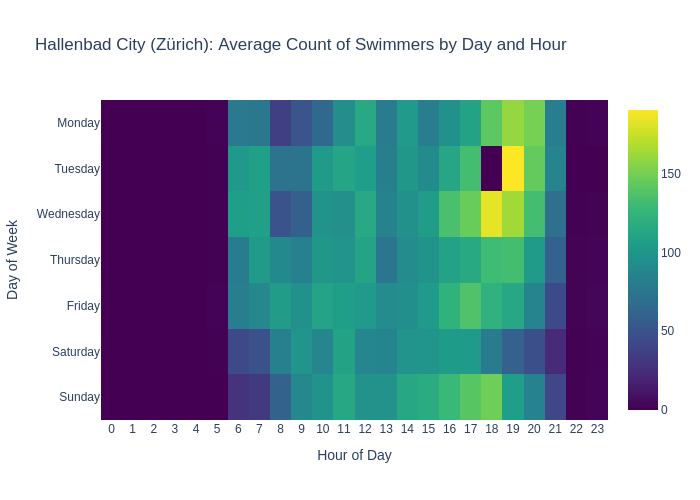 Hallenbad City (Zürich): Average Count of Swimmers by Day and Hour
Monday
Tuesday
Wednesday
Thursday
Friday
Saturday
Sunday
Day of Week
0 1 2 3 4 5 6 7 8 9 10 11 12 13 14 15 16 17 18 19 20 21 22 23
Hour of Day
150
100
50
0